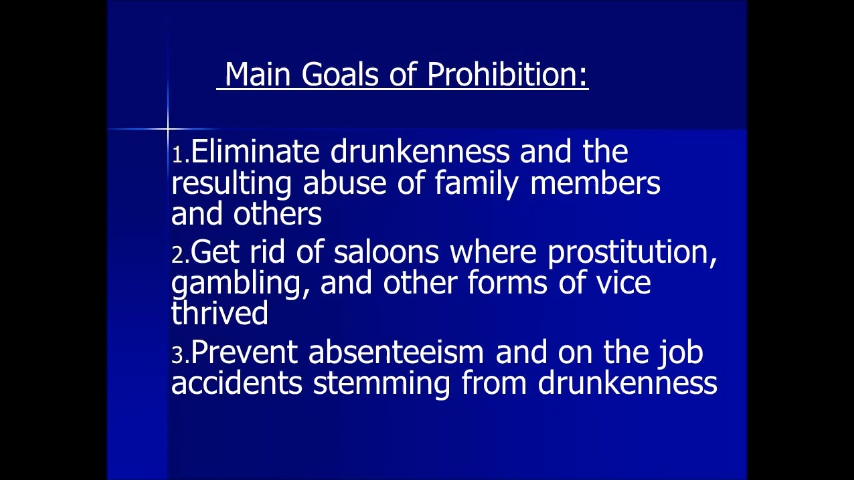 Main Goals of Prohibition:
1.Eliminate drunkenness and the
resulting abuse of family members
and others
2.Get rid of saloons where prostitution,
gambling, and other forms of vice
thrived
3.Prevent absenteeism and on the job
accidents stemming from drunkenness